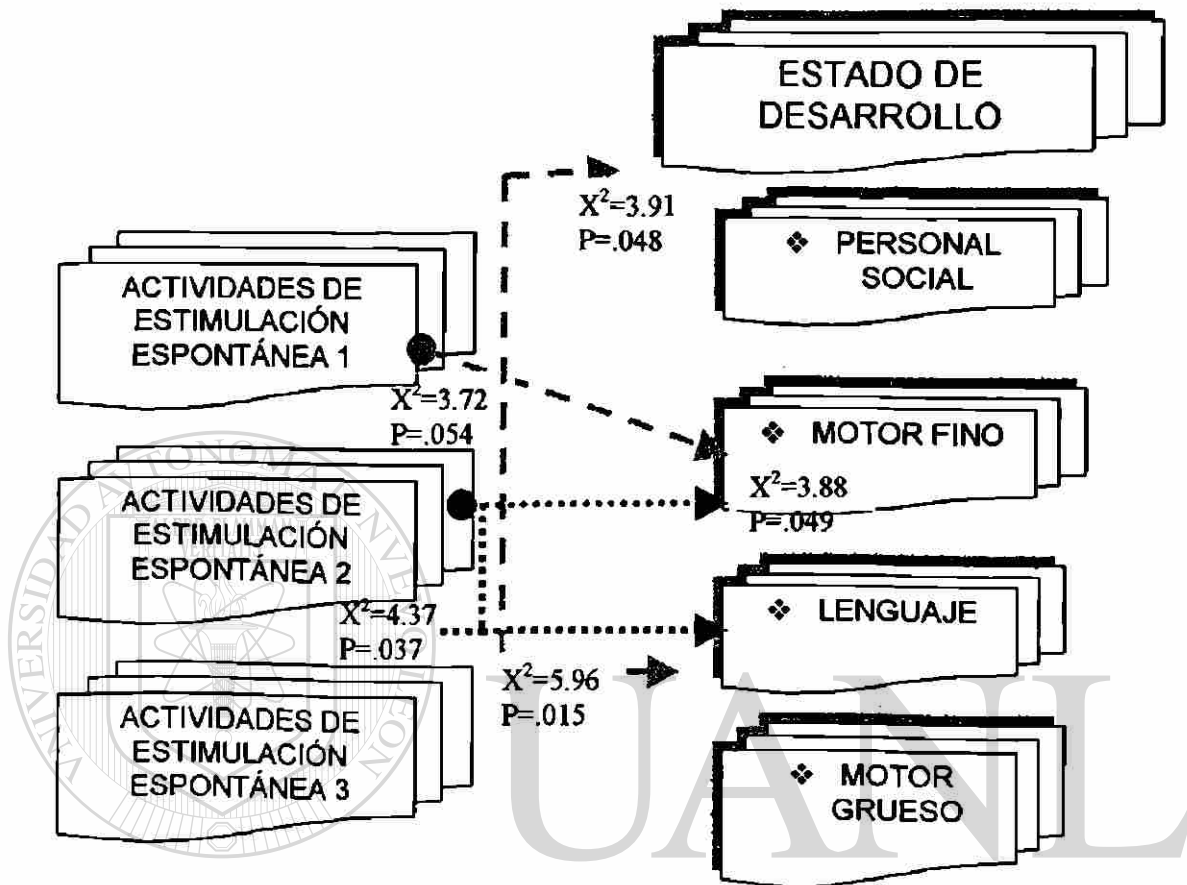 ESTADO DE
DESARROLLO
X²=3.91
P=.048
❖ PERSONAL
SOCIAL
ACTIVIDADES DE
ESTIMULACIÓN
ESPONTÁNEA 1
X²=3.72
P=.054
❖ MOTOR FINO
X²=3.88
P=.049
ACTIVIDADES DE
ESTIMULACIÓN
ESPONTÁNEA 2
X²=4.37
P=.037
❖ LENGUAJE
X²=5.96
P=.015
ACTIVIDADES DE
ESTIMULACIÓN
ESPONTÁNEA 3
❖ MOTOR
GRUESO
UANL